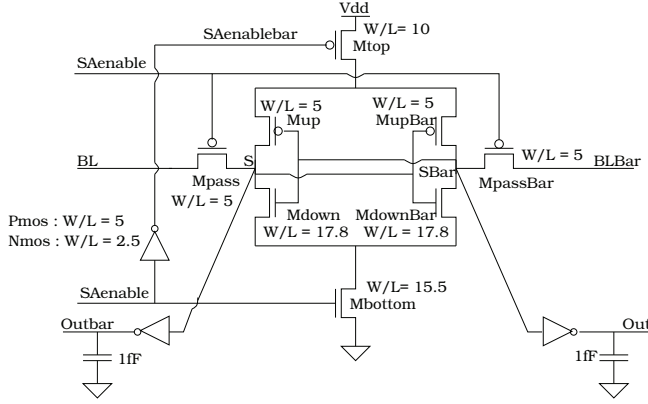 Vdd
W/L= 10
SAenablebar
Mtop
SAenable
W/L = 5
W/L = 5
Mup
MupBar
BL
S
SBar
W/L = 5
BLBar
Mpass
MpassBar
W/L = 5
Mdown
MdownBar
W/L = 17.8
W/L = 17.8
Pmos : W/L = 5
Nmos : W/L = 2.5
SAenable
W/L= 15.5
Mbottom
Outbar
Out
1fF
1fF